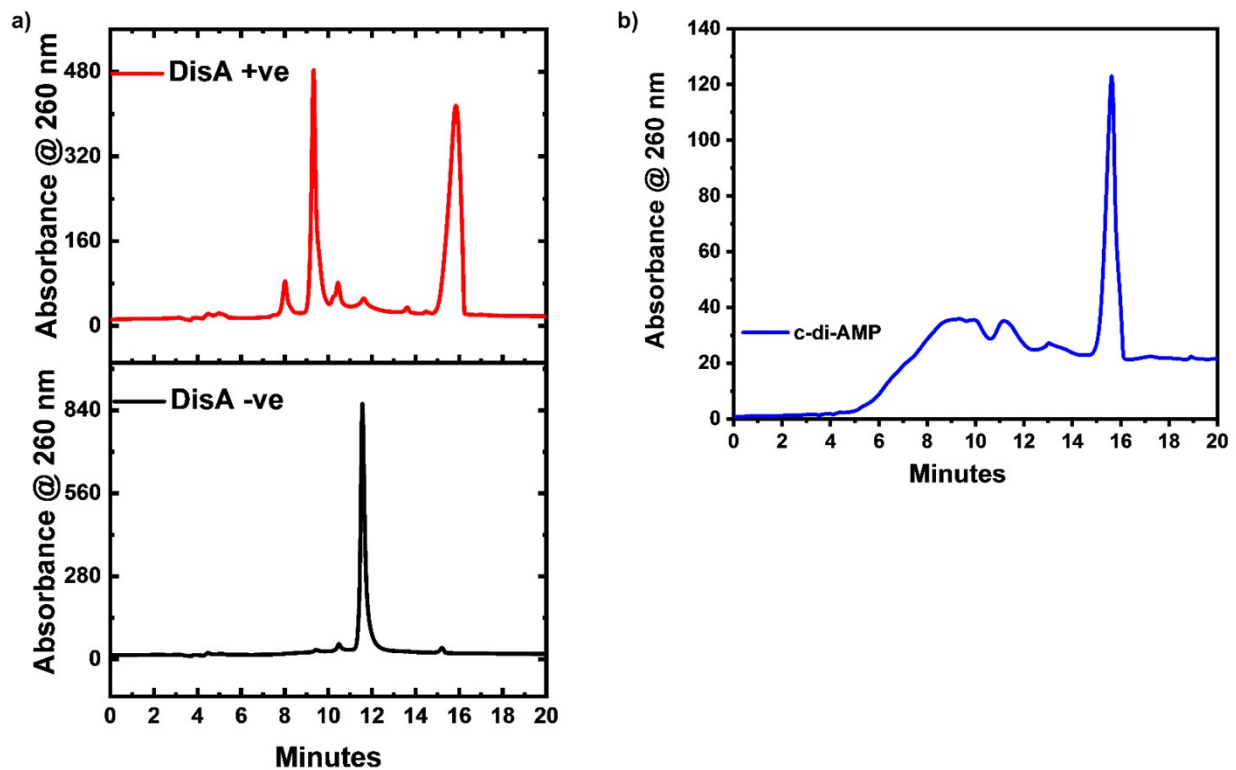 a)
DisA +ve
Absorbance @ 260 nm
480
320
160
0
DisA -ve
Absorbance @ 260 nm
840
560
280
0
0 2 4 6 8 10 12 14 16 18 20
Minutes
b)
Absorbance @ 260 nm
140
120
100
80
60
40
20
0
c-di-AMP
0 2 4 6 8 10 12 14 16 18 20
Minutes